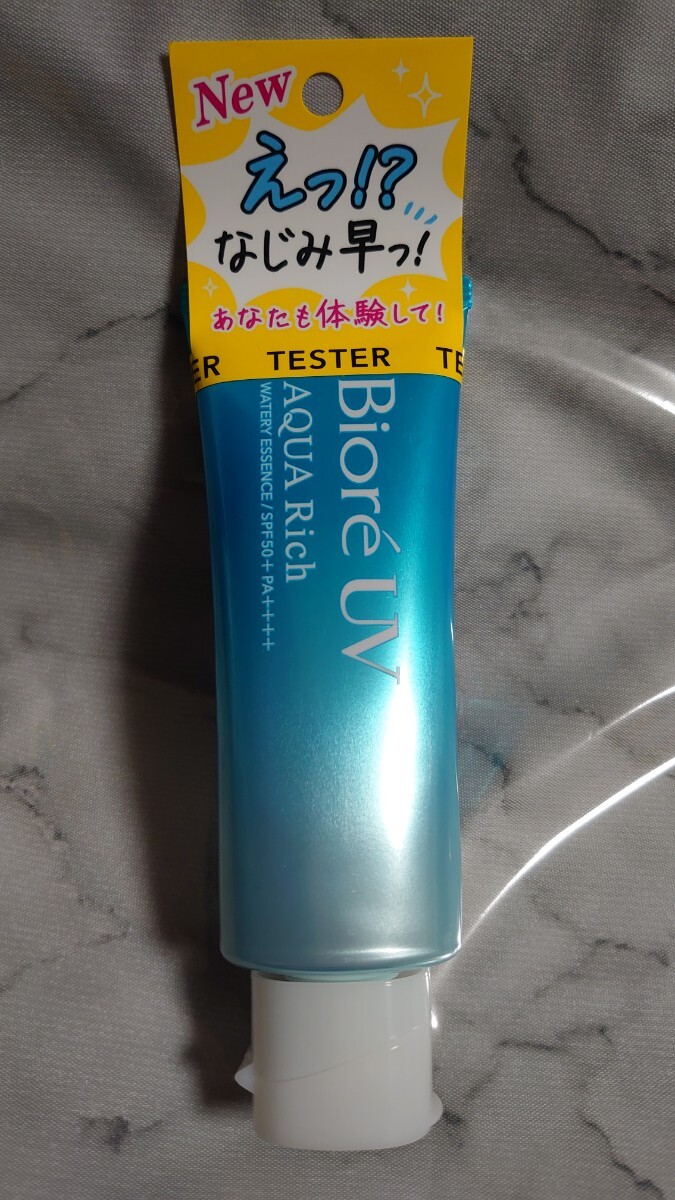 New
えっ!?
なじみ早っ!
あなたも体験して!
ER TESTER TE
Bioré UV
AQUA Rich
WATERY ESSENCE/SPF50+ PA++++